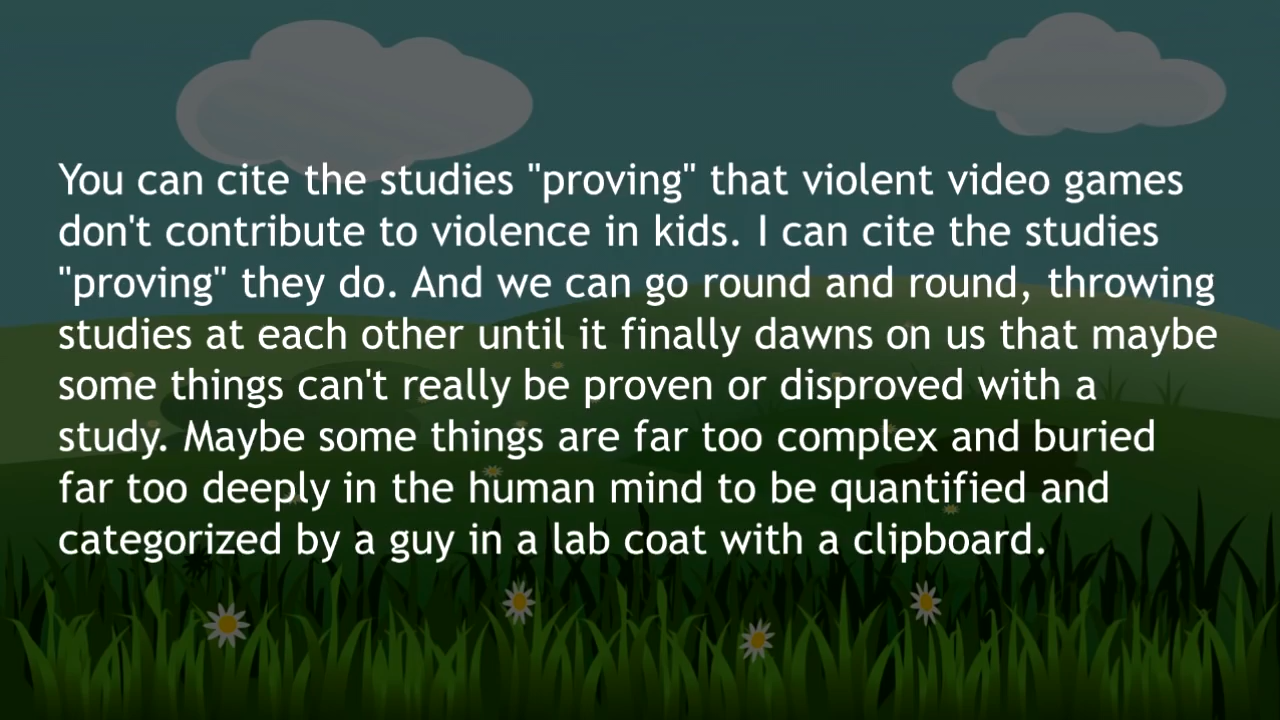 You can cite the studies "proving" that violent video games
don't contribute to violence in kids. I can cite the studies
"proving" they do. And we can go round and round, throwing
studies at each other until it finally dawns on us that maybe
some things can't really be proven or disproved with a
study. Maybe some things are far too complex and buried
far too deeply in the human mind to be quantified and
categorized by a guy in a lab coat with a clipboard.